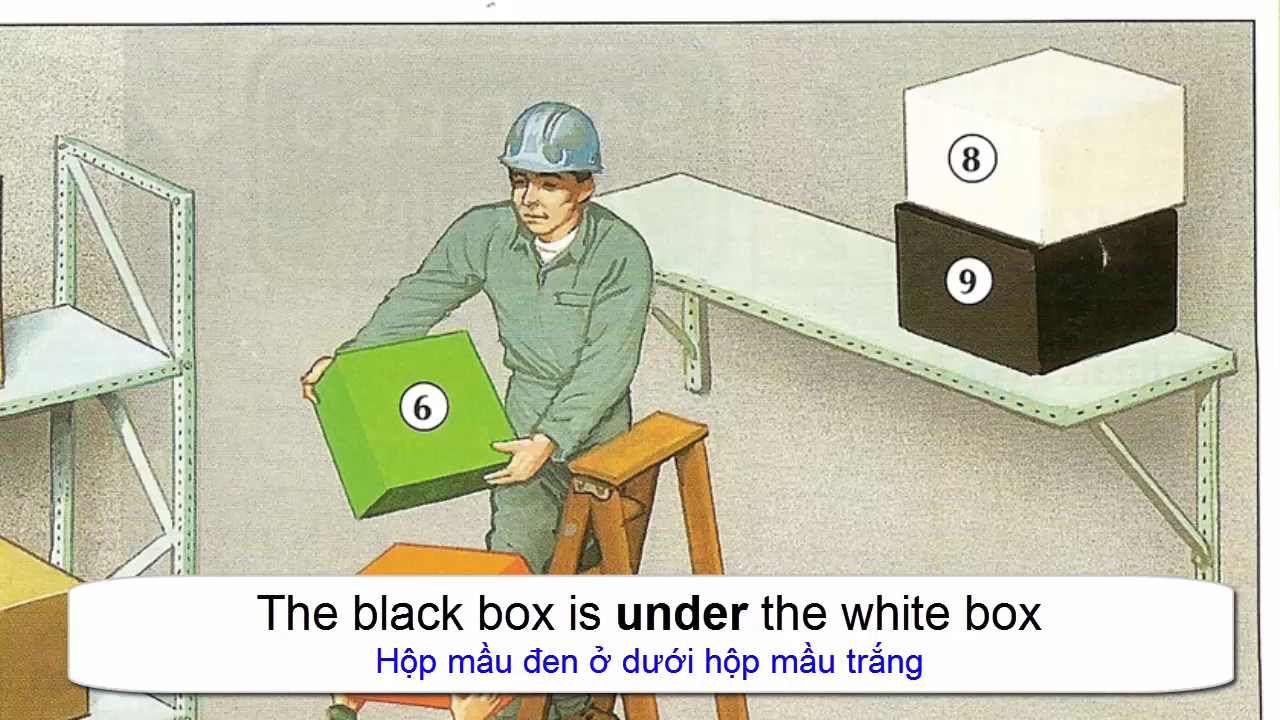 8
9
6
The black box is under the white box
Hộp mầu đen ở dưới hộp mầu trắng